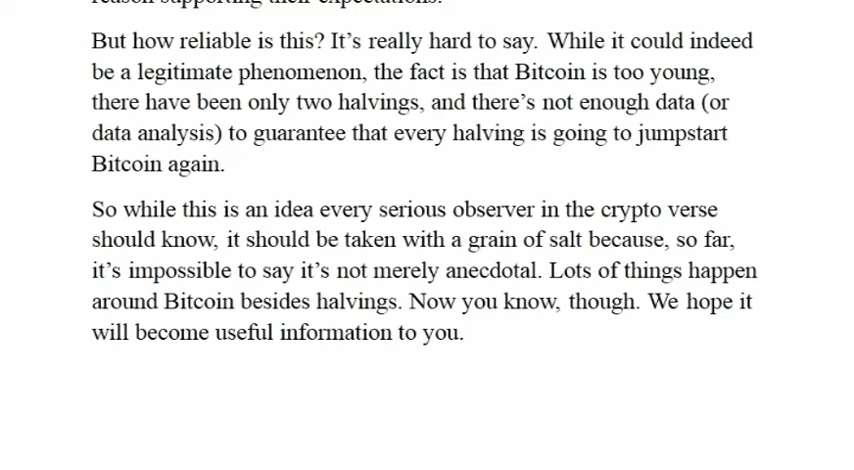 reason supporting their expectations.
But how reliable is this? It's really hard to say. While it could indeed
be a legitimate phenomenon, the fact is that Bitcoin is too young,
there have been only two halvings, and there's not enough data (or
data analysis) to guarantee that every halving is going to jumpstart
Bitcoin again.
So while this is an idea every serious observer in the crypto verse
should know, it should be taken with a grain of salt because, so far,
it's impossible to say it's not merely anecdotal. Lots of things happen
around Bitcoin besides halvings. Now you know, though. We hope it
will become useful information to you.